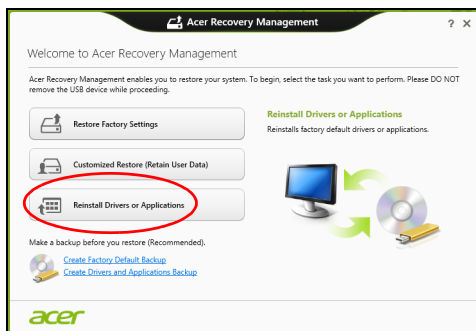 Acer Recovery Management
? X
Welcome to Acer Recovery Management
Acer Recovery Management enables you to restore your system. To begin, select the task you want to perform. Please DO NOT
remove the USB device while proceeding.
Restore Factory Settings
Customized Restore (Retain User Data)
Reinstall Drivers or Applications
Reinstall Drivers or Applications
Reinstalls factory default drivers or applications.
Make a backup before you restore (Recommended).
Create Factory Default Backup
Create Drivers and Applications Backup
acer